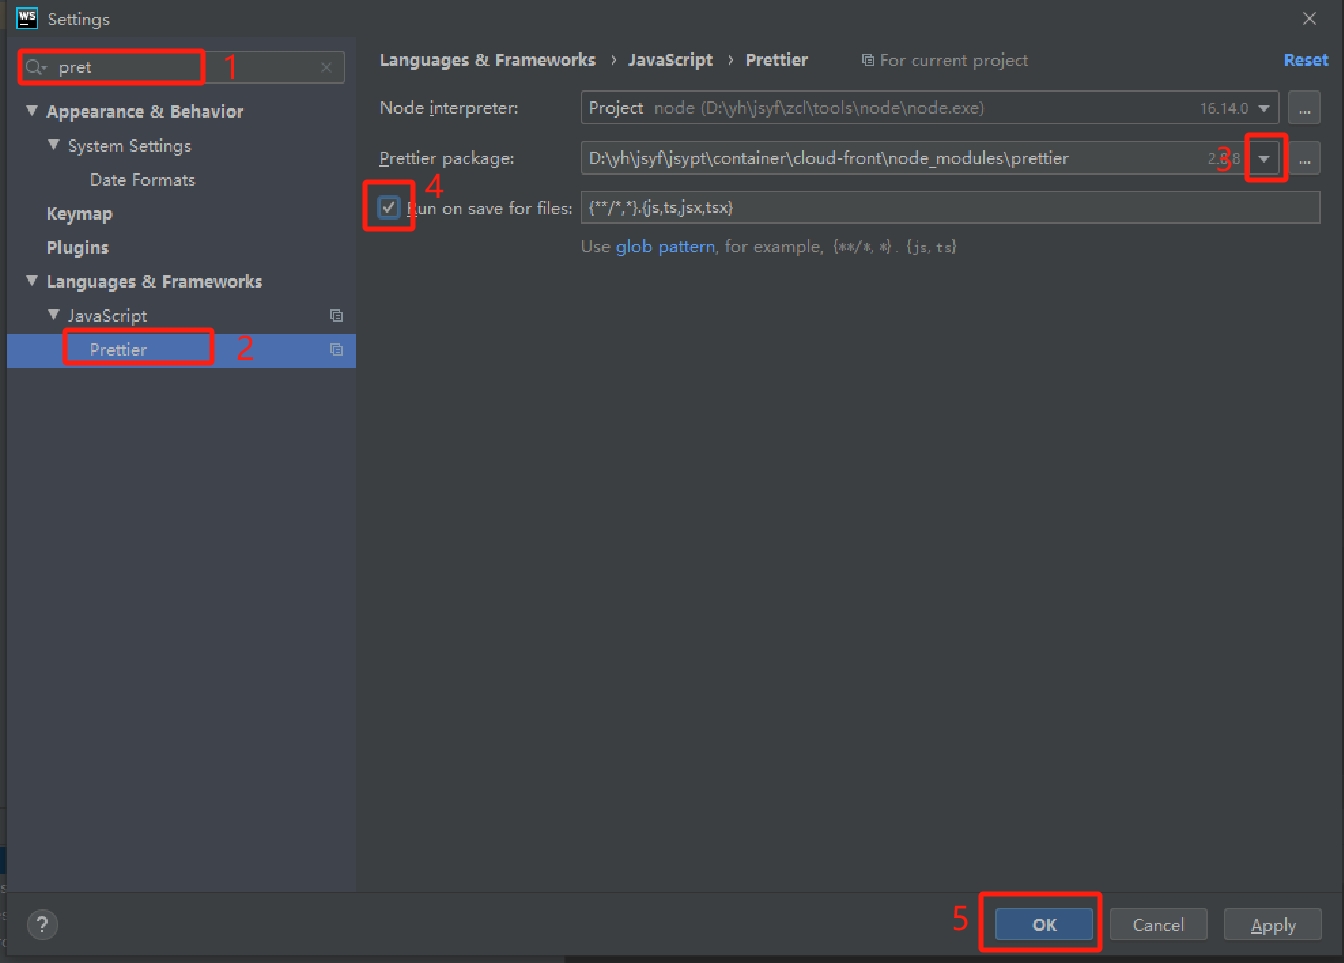 WS Settings
pret 1
Appearance & Behavior
System Settings
Date Formats
Keymap
Plugins
Languages & Frameworks
JavaScript
Prettier 2
Languages & Frameworks › JavaScript › Prettier For current project Reset
Node interpreter: Project node (D:\yh\jsyf\zcl\tools\node\node.exe) 16.14.0 ...
Prettier package: D:\yh\jsyf\jsypt\container\cloud-front\node_modules\prettier 2.8.8 3 ...
4
Run on save for files: {**/*,*}.{js,ts,jsx,tsx}
Use glob pattern, for example, {**/*,*}.{js,ts}
? 5 OK Cancel Apply